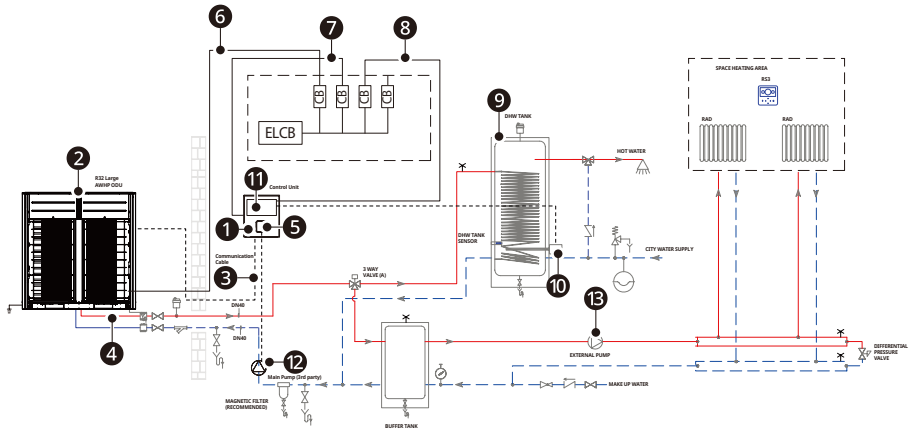 6
7
8
CB
CB
CB
CB
ELCB
9
DHW TANK
HOT WATER
SPACE HEATING AREA
RS3
RAD
RAD
2
R32 Large
AWHP ODU
11
Control Unit
1
5
DHW TANK
SENSOR
CITY WATER SUPPLY
10
Communication
Cable
3
3 WAY
VALVE (A)
DN40
DN40
4
13
EXTERNAL PUMP
DIFFERENTIAL
PRESSURE
VALVE
12
Main Pump (3rd party)
MAGNETIC FILTER
(RECOMMENDED)
MAKE UP WATER
BUFFER TANK